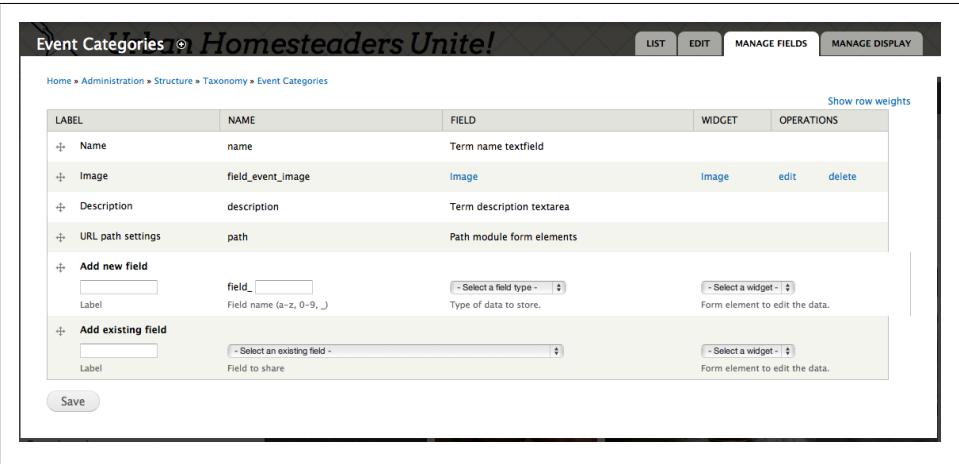 Urban Homesteaders Unite!
Event Categories
LIST EDIT MANAGE FIELDS MANAGE DISPLAY
Home » Administration » Structure » Taxonomy » Event Categories
Show row weights
LABEL NAME FIELD WIDGET OPERATIONS
Name name Term name textfield
Image field_event_image Image Image edit delete
Description description Term description textarea
URL path settings path Path module form elements
Add new field
field_ - Select a field type - - Select a widget -
Label Field name (a-z, 0-9, _) Type of data to store. Form element to edit the data.
Add existing field
- Select an existing field - - Select a widget -
Label Field to share Form element to edit the data.
Save